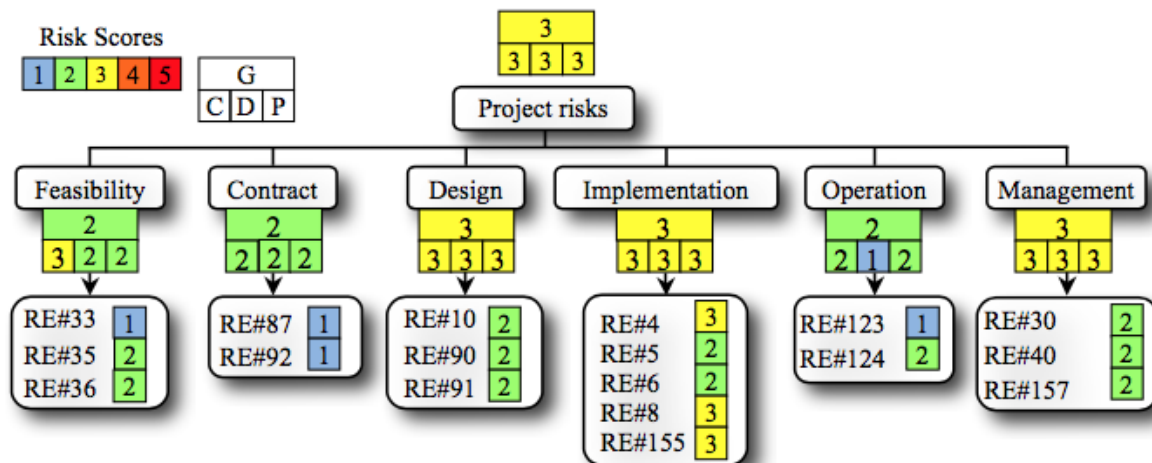 3
Risk Scores
3 3 3
1 2 3 4 5
G
C D P
Project risks
Feasibility Contract Design Implementation Operation Management
2 2 3 3 2 3
3 2 2 2 2 2 3 3 3 3 3 3 2 1 2 3 3 3
RE#33 1
RE#35 2
RE#36 2
RE#87 1
RE#92 1
RE#10 2
RE#90 2
RE#91 2
RE#4 3
RE#5 2
RE#6 2
RE#8 3
RE#155 3
RE#123 1
RE#124 2
RE#30 2
RE#40 2
RE#157 2